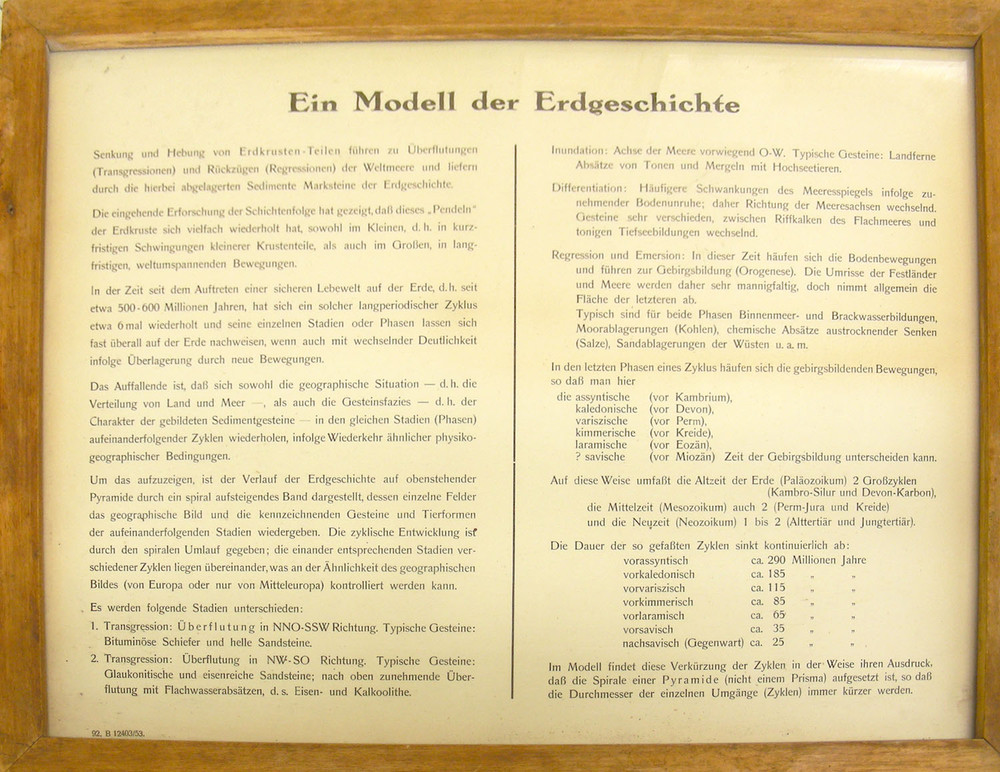 Ein Modell der Erdgeschichte
Senkung und Hebung von Erdkrusten-Teilen führen zu Überflutungen
(Transgressionen) und Rückzügen (Regressionen) der Weltmeere und liefern
durch die hierbei abgelagerten Sedimente Marksteine der Erdgeschichte.
Die eingehende Erforschung der Schichtenfolge hat gezeigt, daß dieses „Pendeln"
der Erdkruste sich vielfach wiederholt hat, sowohl im Kleinen, d. h. in kurz-
fristigen Schwingungen kleinerer Krustenteile, als auch im Großen, in lang-
fristigen, weltumspannenden Bewegungen.
In der Zeit seit dem Auftreten einer sicheren Lebewelt auf der Erde, d. h. seit
etwa 500-600 Millionen Jahren, hat sich ein solcher langperiodischer Zyklus
etwa 6 mal wiederholt und seine einzelnen Stadien oder Phasen lassen sich
fast überall auf der Erde nachweisen, wenn auch mit wechselnder Deutlichkeit
infolge Überlagerung durch neue Bewegungen.
Das Auffallende ist, daß sich sowohl die geographische Situation — d. h. die
Verteilung von Land und Meer —, als auch die Gesteinsfazies — d. h. der
Charakter der gebildeten Sedimentgesteine — in den gleichen Stadien (Phasen)
aufeinanderfolgender Zyklen wiederholen, infolge Wiederkehr ähnlicher physiko-
geographischer Bedingungen.
Um das aufzuzeigen, ist der Verlauf der Erdgeschichte auf obenstehender
Pyramide durch ein spiral aufsteigendes Band dargestellt, dessen einzelne Felder
das geographische Bild und die kennzeichnenden Gesteine und Tierformen
der aufeinanderfolgenden Stadien wiedergeben. Die zyklische Entwicklung ist
durch den spiralen Umlauf gegeben; die einander entsprechenden Stadien ver-
schiedener Zyklen liegen übereinander, was an der Ähnlichkeit des geographischen
Bildes (von Europa oder nur von Mitteleuropa) kontrolliert werden kann.
Es werden folgende Stadien unterschieden:
1. Transgression: Überflutung in NNO-SSW Richtung. Typische Gesteine:
Bituminöse Schiefer und helle Sandsteine.
2. Transgression: Überflutung in NW-SO Richtung. Typische Gesteine:
Glaukonitische und eisenreiche Sandsteine; nach oben zunehmende Über-
flutung mit Flachwasserabsätzen, d. s. Eisen- und Kalkoolithe.
92. B 12403/53.
Inundation: Achse der Meere vorwiegend O-W. Typische Gesteine: Landferne
Absätze von Tonen und Mergeln mit Hochseetieren.
Differentiation: Häufigere Schwankungen des Meeresspiegels infolge zu-
nehmender Bodenunruhe; daher Richtung der Meeresachsen wechselnd.
Gesteine sehr verschieden, zwischen Riffkalken des Flachmeeres und
tonigen Tiefseebildungen wechselnd.
Regression und Emersion: In dieser Zeit häufen sich die Bodenbewegungen
und führen zur Gebirgsbildung (Orogenese). Die Umrisse der Festländer
und Meere werden daher sehr mannigfaltig, doch nimmt allgemein die
Fläche der letzteren ab.
Typisch sind für beide Phasen Binnenmeer- und Brackwasserbildungen,
Moorablagerungen (Kohlen), chemische Absätze austrocknender Senken
(Salze), Sandablagerungen der Wüsten u. a. m.
In den letzten Phasen eines Zyklus häufen sich die gebirgsbildenden Bewegungen,
so daß man hier
die assyntische (vor Kambrium),
kaledonische (vor Devon),
variszische (vor Perm),
kimmerische (vor Kreide),
laramische (vor Eozän),
? savische (vor Miozän) Zeit der Gebirgsbildung unterscheiden kann.
Auf diese Weise umfaßt die Altzeit der Erde (Paläozoikum) 2 Großzyklen
(Kambro-Silur und Devon-Karbon),
die Mittelzeit (Mesozoikum) auch 2 (Perm-Jura und Kreide)
und die Neuzeit (Neozoikum) 1 bis 2 (Alttertiär und Jungtertiär).
Die Dauer der so gefaßten Zyklen sinkt kontinuierlich ab:
vorassyntisch ca. 290 Millionen Jahre
vorkaledonisch ca. 185 „ „
vorvariszisch ca. 115 „ „
vorkimmerisch ca. 85 „ „
vorlaramisch ca. 65 „ „
vorsavisch ca. 35 „ „
nachsavisch (Gegenwart) ca. 25 „ „
Im Modell findet diese Verkürzung der Zyklen in der Weise ihren Ausdruck,
daß die Spirale einer Pyramide (nicht einem Prisma) aufgesetzt ist, so daß
die Durchmesser der einzelnen Umgänge (Zyklen) immer kürzer werden.